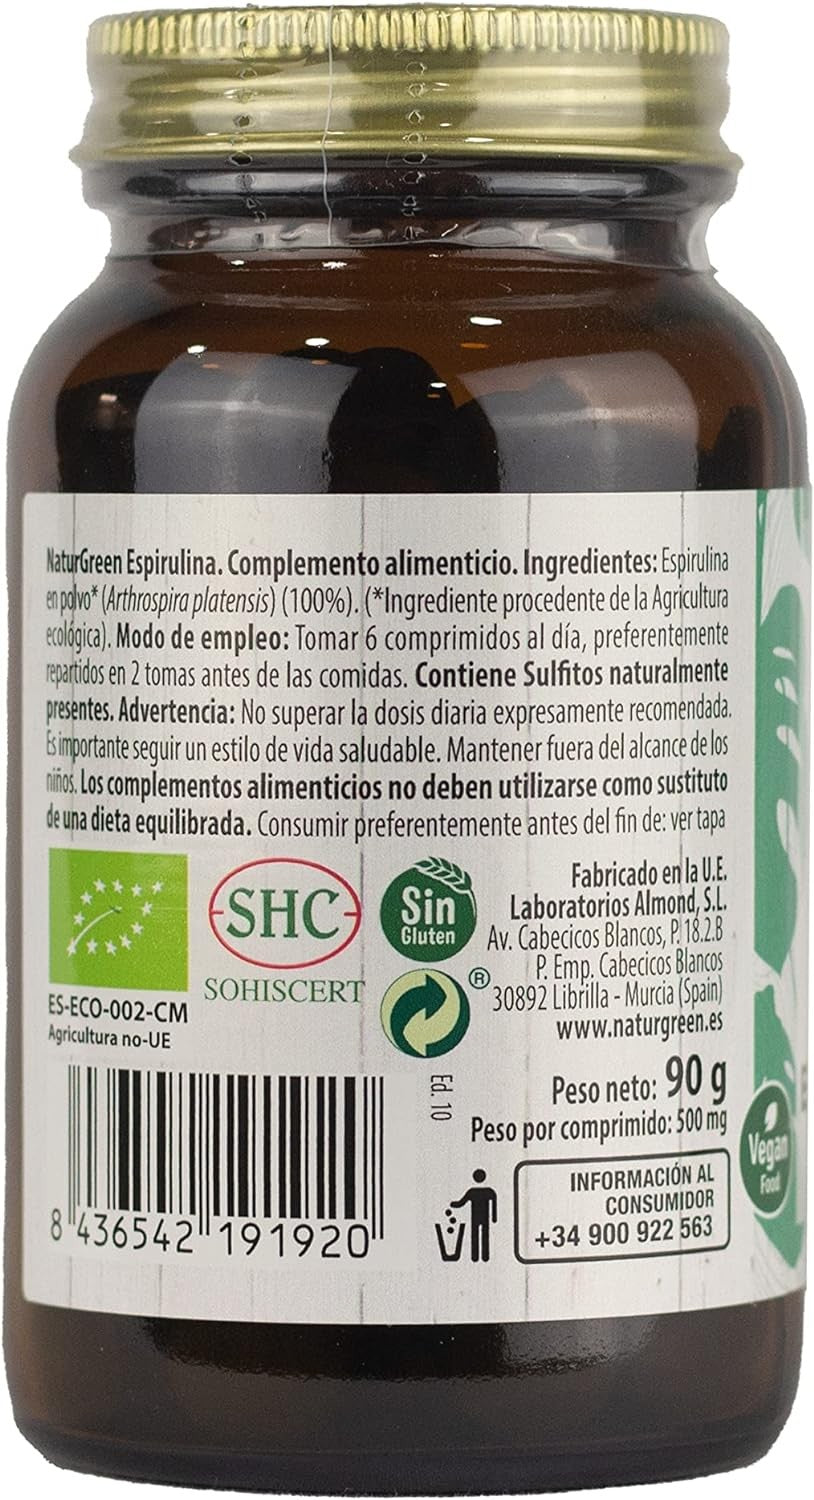 NaturGreen Espirulina. Complemento alimenticio. Ingredientes: Espirulina
en polvo* (Arthrospira platensis) (100%). (*Ingrediente procedente de la Agricultura
ecológica). Modo de empleo: Tomar 6 comprimidos al día, preferentemente
repartidos en 2 tomas antes de las comidas. Contiene Sulfitos naturalmente
presentes. Advertencia: No superar la dosis diaria expresamente recomendada.
Es importante seguir un estilo de vida saludable. Mantener fuera del alcance de los
niños. Los complementos alimenticios no deben utilizarse como sustituto
de una dieta equilibrada. Consumir preferentemente antes del fin de: ver tapa
SHC
SOHISCERT
ES-ECO-002-CM
Agricultura no-UE
Sin
Gluten
®
Fabricado en la U.E.
Laboratorios Almond, S.L.
Av. Cabecicos Blancos, P. 18.2.B
P. Emp. Cabecicos Blancos
30892 Librilla - Murcia (Spain)
www.naturgreen.es
Ed. 10
Peso neto: 90 g
Peso por comprimido: 500 mg
INFORMACIÓN AL
CONSUMIDOR
+34 900 922 563
8 436542 191920
Vegan
Food